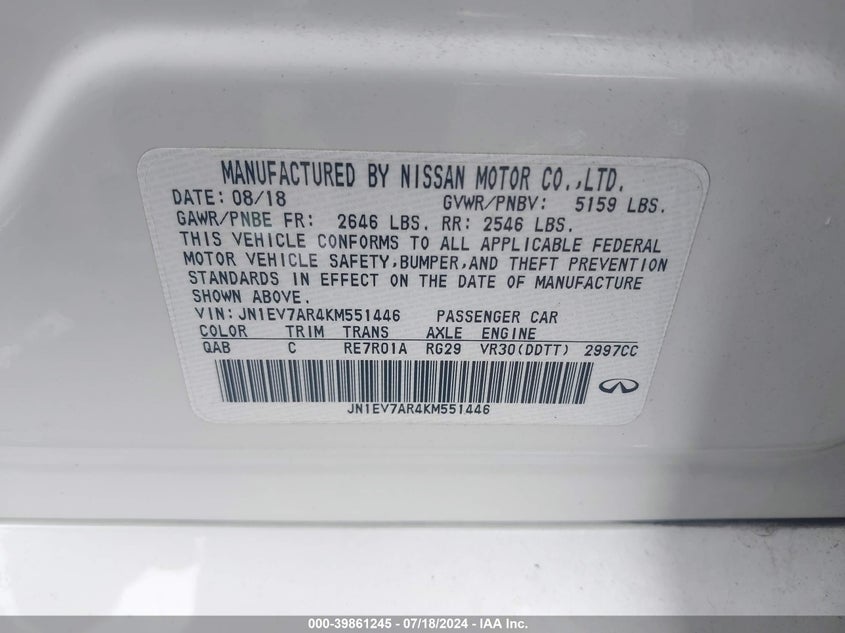 MANUFACTURED BY NISSAN MOTOR CO.,LTD.
DATE: 08/18 GVWR/PNBV: 5159 LBS.
GAWR/PNBE FR: 2646 LBS. RR: 2546 LBS.
THIS VEHICLE CONFORMS TO ALL APPLICABLE FEDERAL
MOTOR VEHICLE SAFETY,BUMPER,AND THEFT PREVENTION
STANDARDS IN EFFECT ON THE DATE OF MANUFACTURE
SHOWN ABOVE.
VIN: JN1EV7AR4KM551446 PASSENGER CAR
COLOR TRIM TRANS AXLE ENGINE
QAB C RE7R01A RG29 VR30(DDTT) 2997CC
JN1EV7AR4KM551446
000-39861245 - 07/18/2024 - IAA Inc.